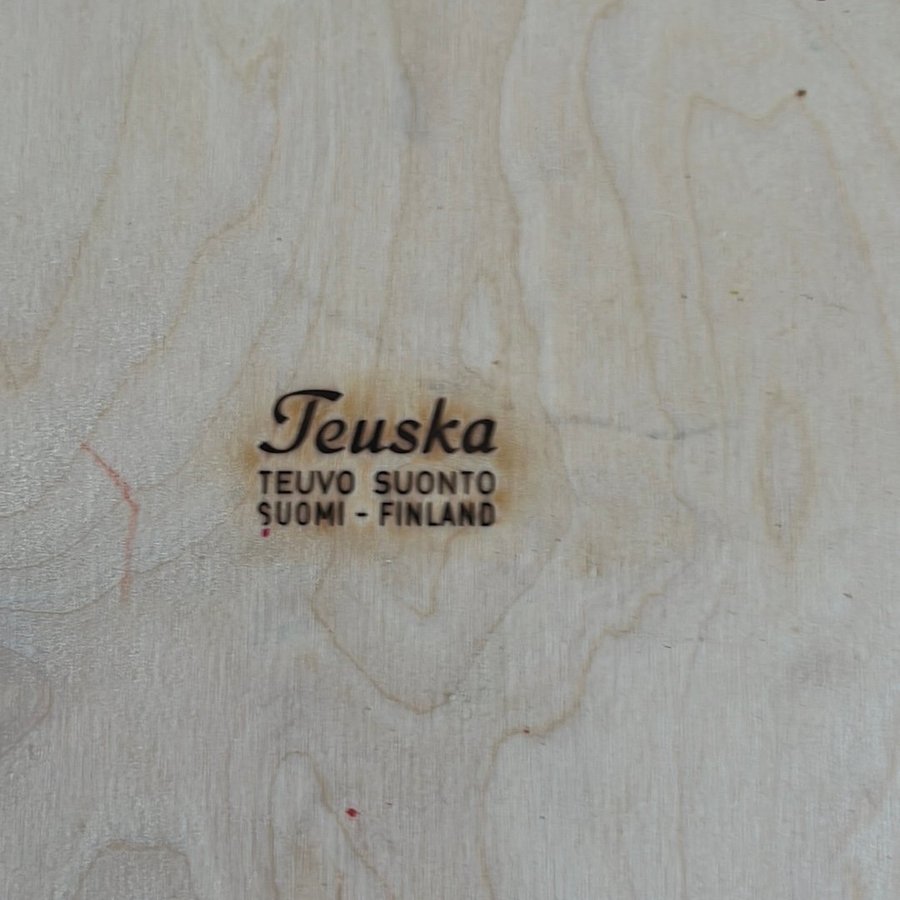 Teuska
TEUVO SUONTO
SUOMI - FINLAND